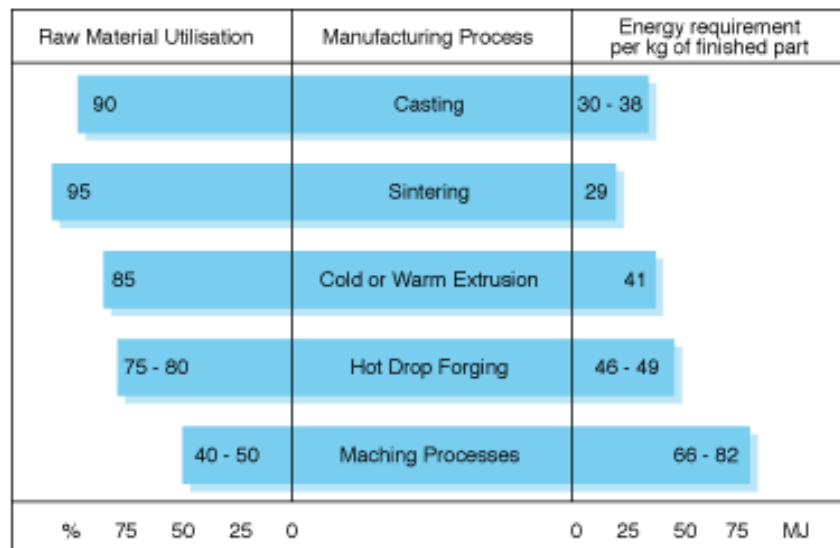 Raw Material Utilisation
Manufacturing Process
Energy requirement
per kg of finished part
90
Casting
30 - 38
95
Sintering
29
85
Cold or Warm Extrusion
41
75 - 80
Hot Drop Forging
46 - 49
40 - 50
Maching Processes
66 - 82
% 75 50 25 0
0 25 50 75 MJ